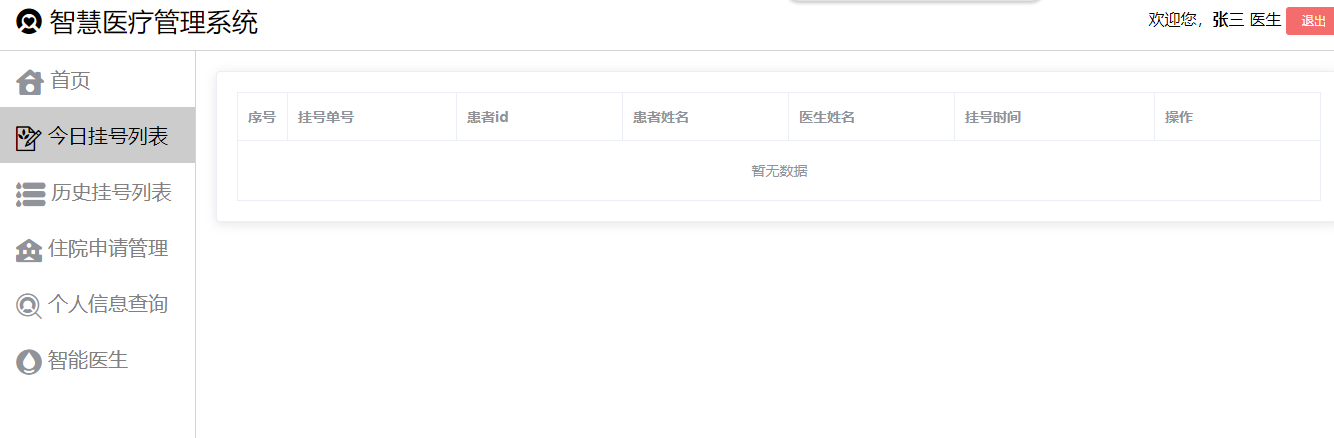 智慧医疗管理系统
欢迎您，张三 医生 退出
首页
今日挂号列表
历史挂号列表
住院申请管理
个人信息查询
智能医生
序号 挂号单号 患者id 患者姓名 医生姓名 挂号时间 操作
暂无数据